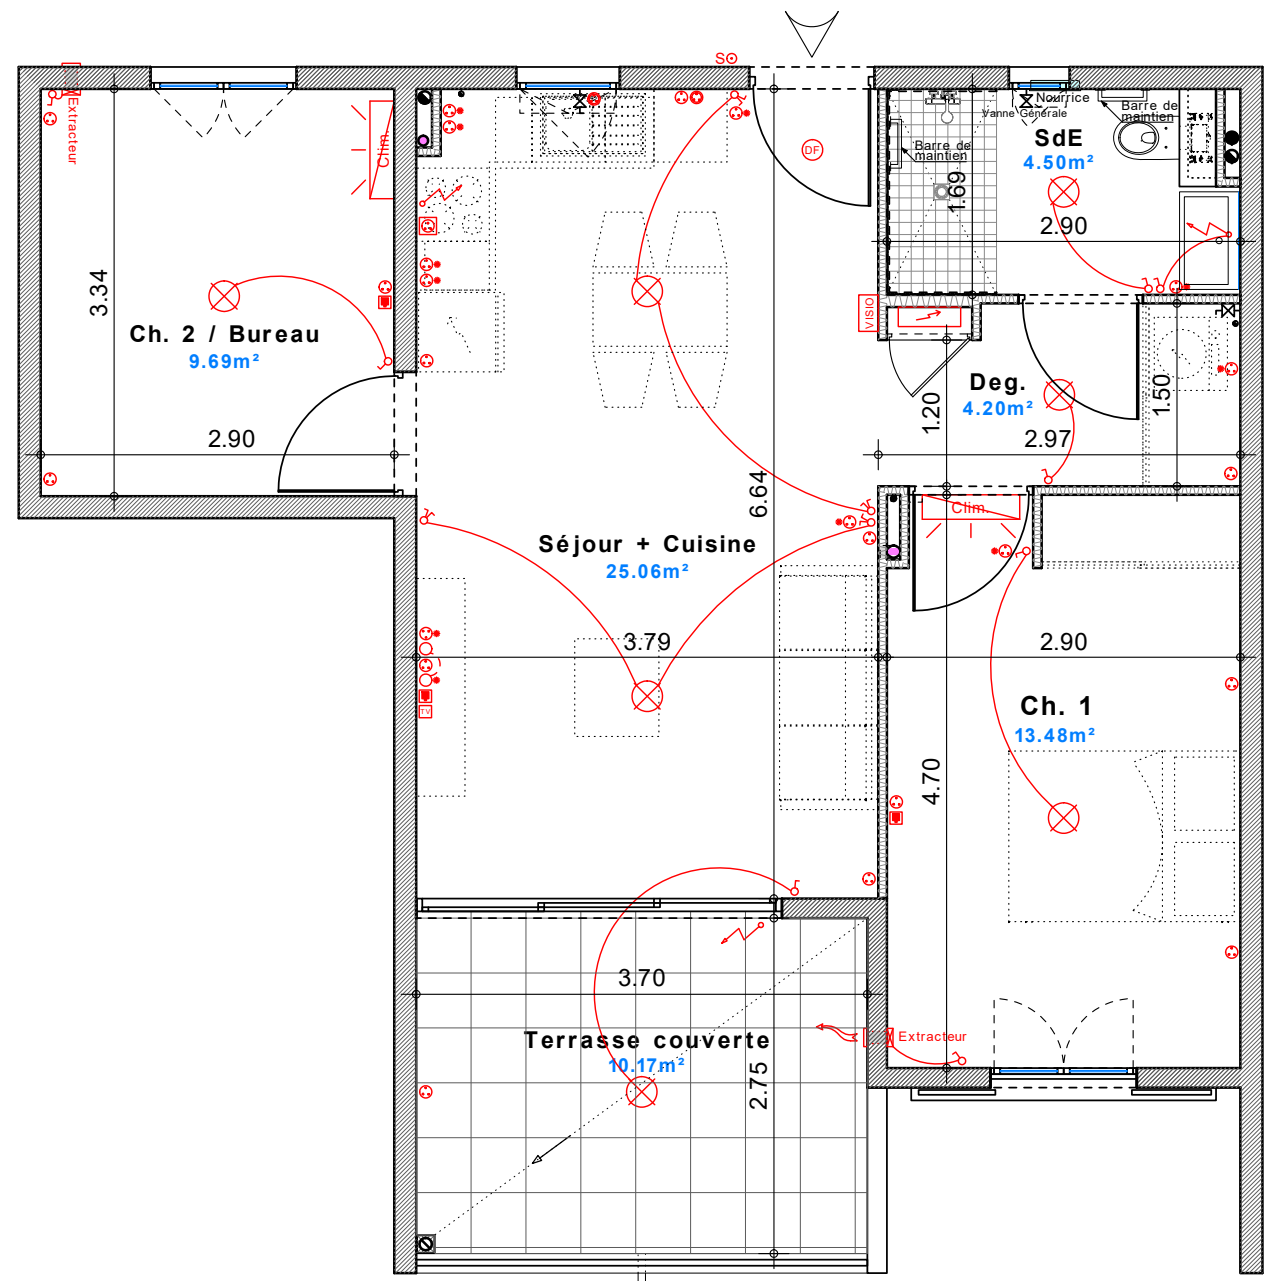 S
Extracteur
Clim.
DF
Nourrice
Vanne Générale
Barre de
maintien
SdE
4.50m²
Barre de
maintien
1.69
2.90
3.34
Ch. 2 / Bureau
9.69m²
VISIO
Deg.
4.20m²
1.20
1.50
2.90
2.97
6.64
Clim.
Séjour + Cuisine
25.06m²
3.79
2.90
TV
Ch. 1
13.48m²
4.70
3.70
Terrasse couverte
10.17m²
2.75
Extracteur